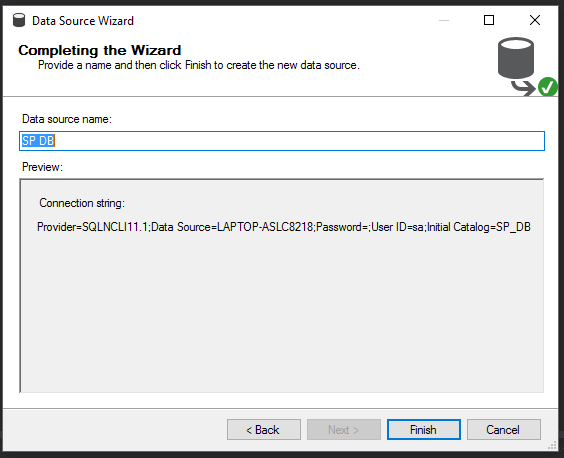 Data Source Wizard
Completing the Wizard
Provide a name and then click Finish to create the new data source.
Data source name:
SP DB
Preview:
Connection string:
Provider=SQLNCLI11.1;Data Source=LAPTOP-ASLC8218;Password=;User ID=sa;Initial Catalog=SP_DB
< Back
Next >
Finish
Cancel